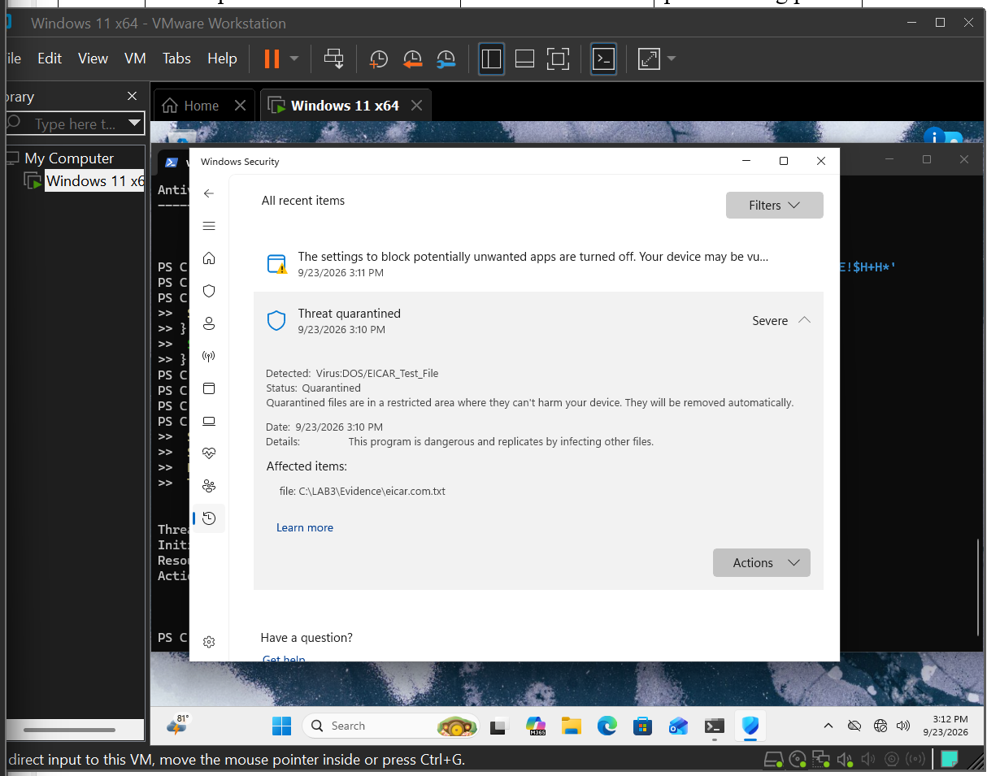 Windows 11 x64 - VMware Workstation
ile Edit View VM Tabs Help
brary
Type here t...
Home
Windows 11 x64
My Computer
Windows 11 x6
Windows Security
Antiv
All recent items
Filters
The settings to block potentially unwanted apps are turned off. Your device may be vu...
9/23/2026 3:11 PM
PS C
E!$H+H*'
PS C
PS C
>>
>> }
>>
>> }
PS C
PS C
PS C
PS C
>>
>>
>>
>>
Threat quarantined
9/23/2026 3:10 PM
Severe
Detected: Virus:DOS/EICAR_Test_File
Status: Quarantined
Quarantined files are in a restricted area where they can't harm your device. They will be removed automatically.
Date: 9/23/2026 3:10 PM
Details: This program is dangerous and replicates by infecting other files.
Affected items:
file: C:\LAB3\Evidence\eicar.com.txt
Learn more
Threa
Initi
Resou
Actio
Actions
PS C
Have a question?
Get help
81°
Search
M365
3:12 PM
9/23/2026
direct input to this VM, move the mouse pointer inside or press Ctrl+G.